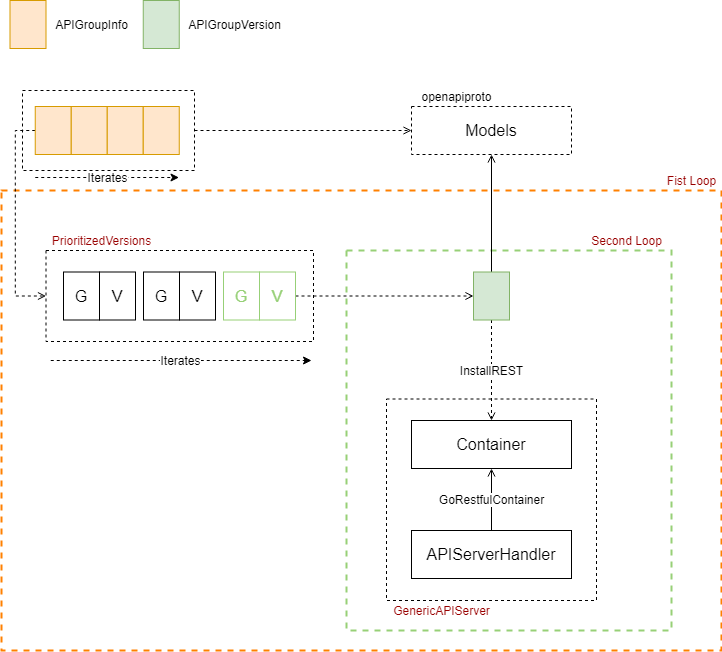 APIGroupInfo
APIGroupVersion
openapiproto
Models
Iterates
Fist Loop
PrioritizedVersions
Second Loop
G V G V G V
Iterates
InstallREST
Container
GoRestfulContainer
APIServerHandler
GenericAPIServer